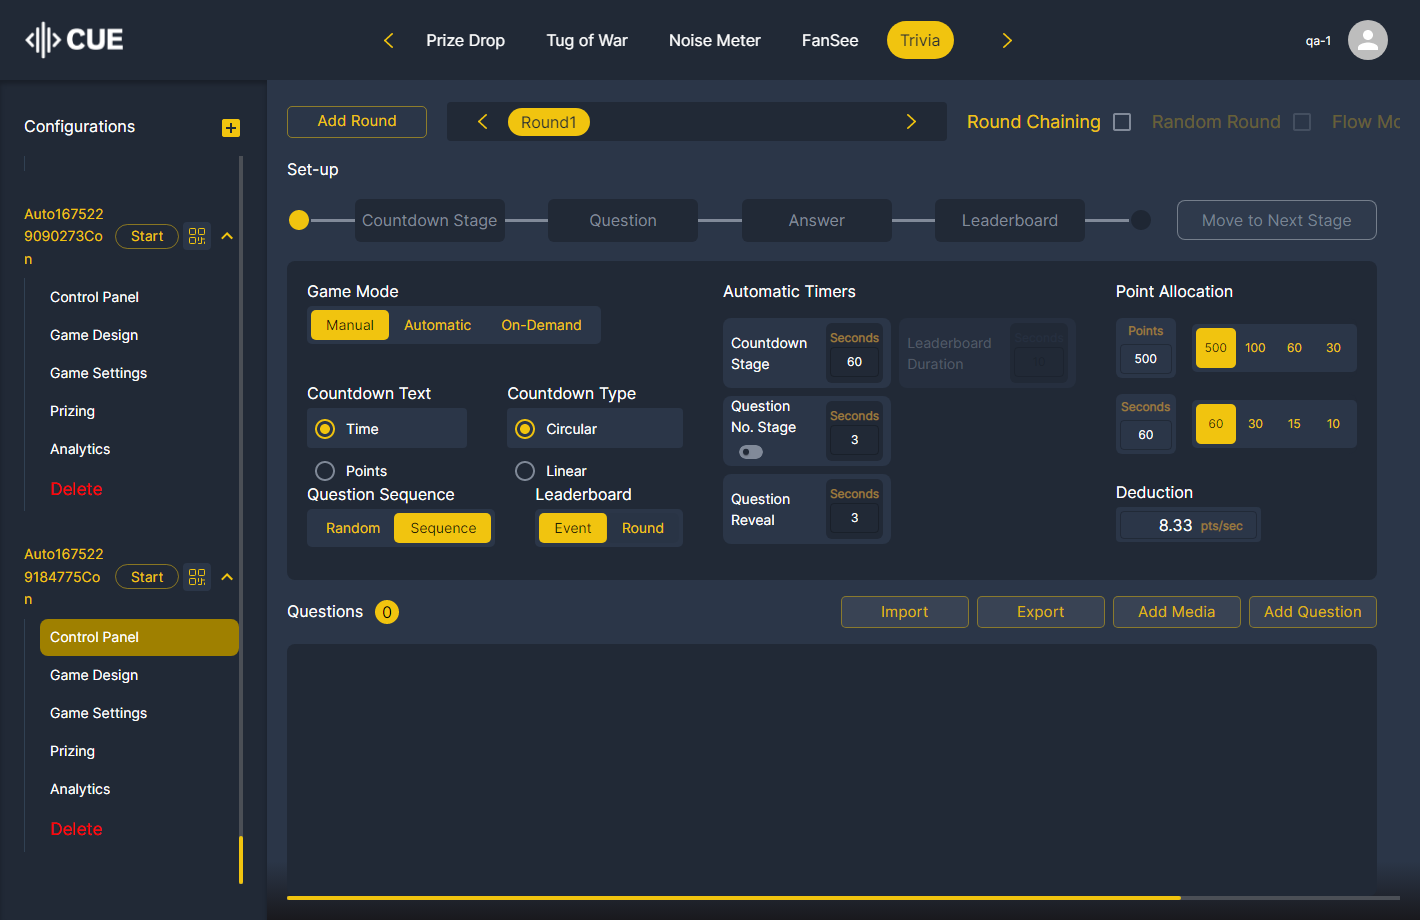 CUE
Prize Drop
Tug of War
Noise Meter
FanSee
Trivia
qa-1
Configurations
Auto167522
9090273Co
n
Start
Control Panel
Game Design
Game Settings
Prizing
Analytics
Delete
Auto167522
9184775Co
n
Start
Control Panel
Game Design
Game Settings
Prizing
Analytics
Delete
Add Round
Round1
Round Chaining
Random Round
Flow Mo
Set-up
Countdown Stage
Question
Answer
Leaderboard
Move to Next Stage
Game Mode
Manual
Automatic
On-Demand
Countdown Text
Time
Points
Countdown Type
Circular
Linear
Question Sequence
Random
Sequence
Leaderboard
Event
Round
Automatic Timers
Countdown
Stage
Seconds
60
Leaderboard
Duration
Seconds
Question
No. Stage
Seconds
3
Question
Reveal
Seconds
3
Point Allocation
Points
500
500
100
60
30
Seconds
60
60
30
15
10
Deduction
8.33 pts/sec
Questions 0
Import
Export
Add Media
Add Question